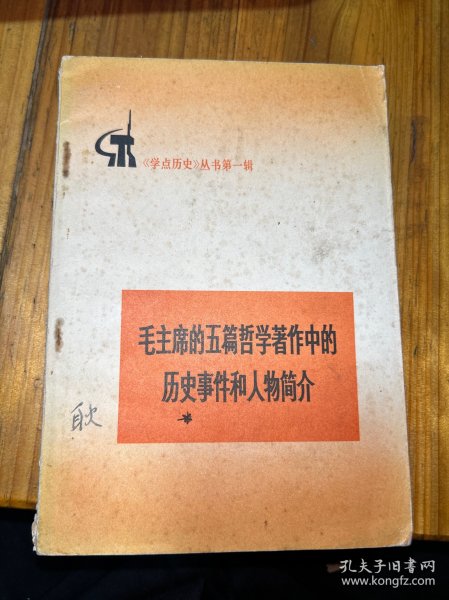 《学点历史》丛书第一辑
毛主席的五篇哲学著作中的
历史事件和人物简介
耿
孔夫子旧书网
www.kongfz.com